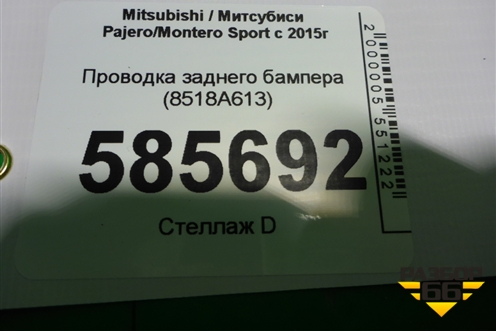 Mitsubishi / Митсубиси
Pajero/Montero Sport с 2015г
Проводка заднего бампера
(8518A613)
585692
Стеллаж D
2000005551222
РАЗБОР
66